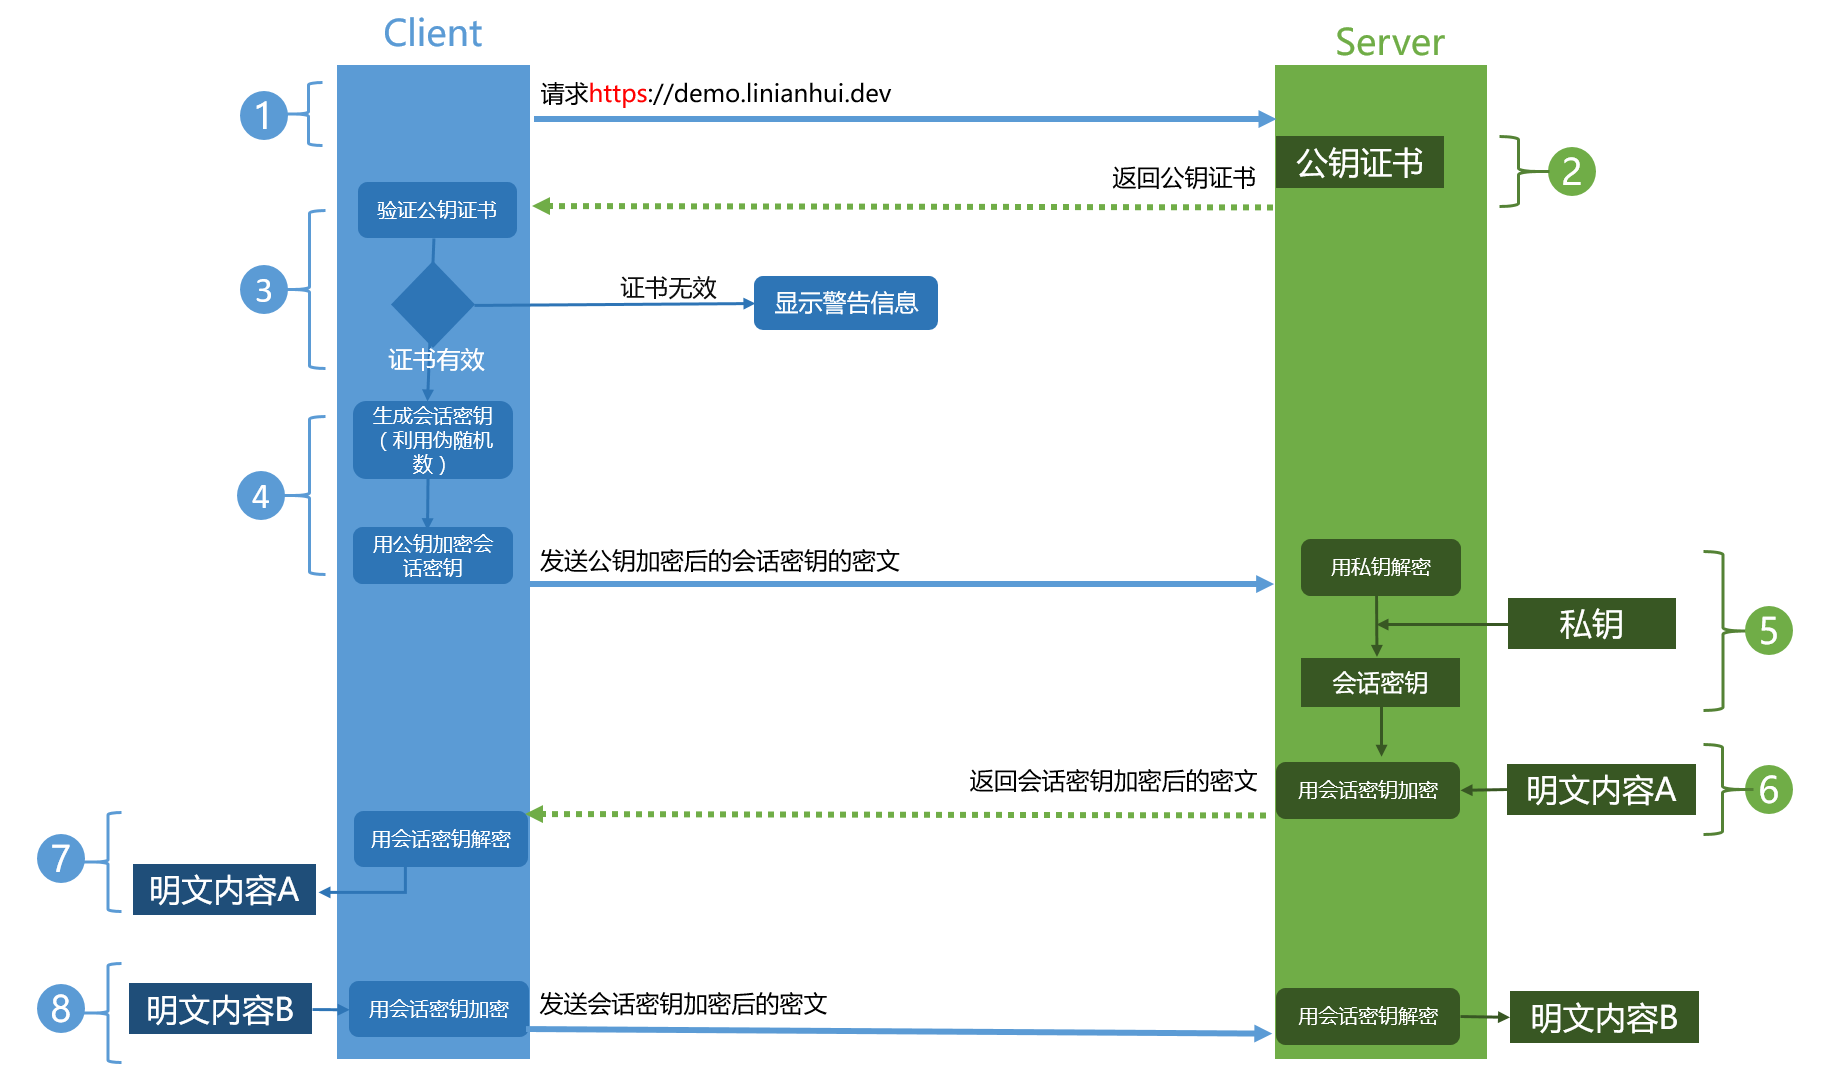 Client
Server
1
请求https://demo.linianhui.dev
公钥证书
2
返回公钥证书
验证公钥证书
3
证书无效
显示警告信息
证书有效
生成会话密钥
（利用伪随机
数）
4
用公钥加密会
话密钥
发送公钥加密后的会话密钥的密文
用私钥解密
私钥
5
会话密钥
返回会话密钥加密后的密文
用会话密钥加密
明文内容A
6
用会话密钥解密
7
明文内容A
8
明文内容B
用会话密钥加密
发送会话密钥加密后的密文
用会话密钥解密
明文内容B